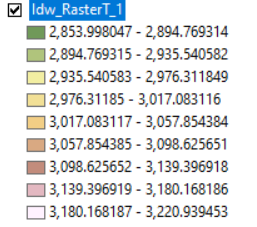 Idw_RasterT_1
2,853.998047 - 2,894.769314
2,894.769315 - 2,935.540582
2,935.540583 - 2,976.311849
2,976.31185 - 3,017.083116
3,017.083117 - 3,057.854384
3,057.854385 - 3,098.625651
3,098.625652 - 3,139.396918
3,139.396919 - 3,180.168186
3,180.168187 - 3,220.939453